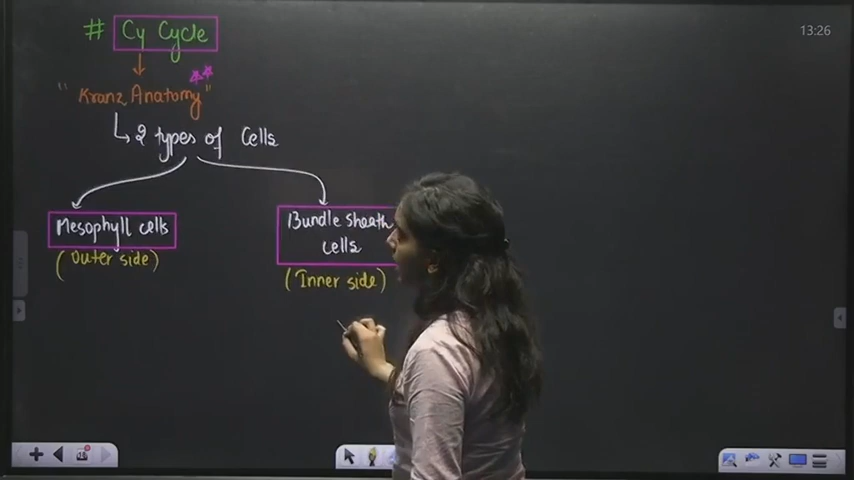 13:26
# C4 Cycle
"Kranz Anatomy"
2 types of Cells
Mesophyll cells
(Outer side)
Bundle Sheath
cells
(Inner side)